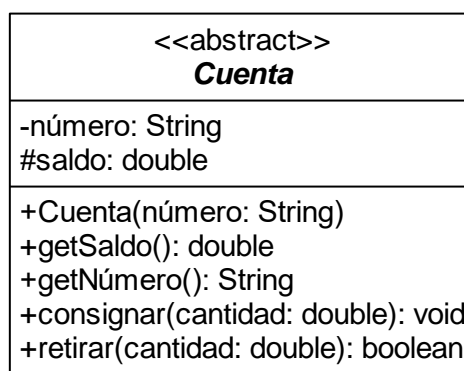 <<abstract>>
Cuenta
-número: String
#saldo: double
+Cuenta(número: String)
+getSaldo(): double
+getNúmero(): String
+consignar(cantidad: double): void
+retirar(cantidad: double): boolean